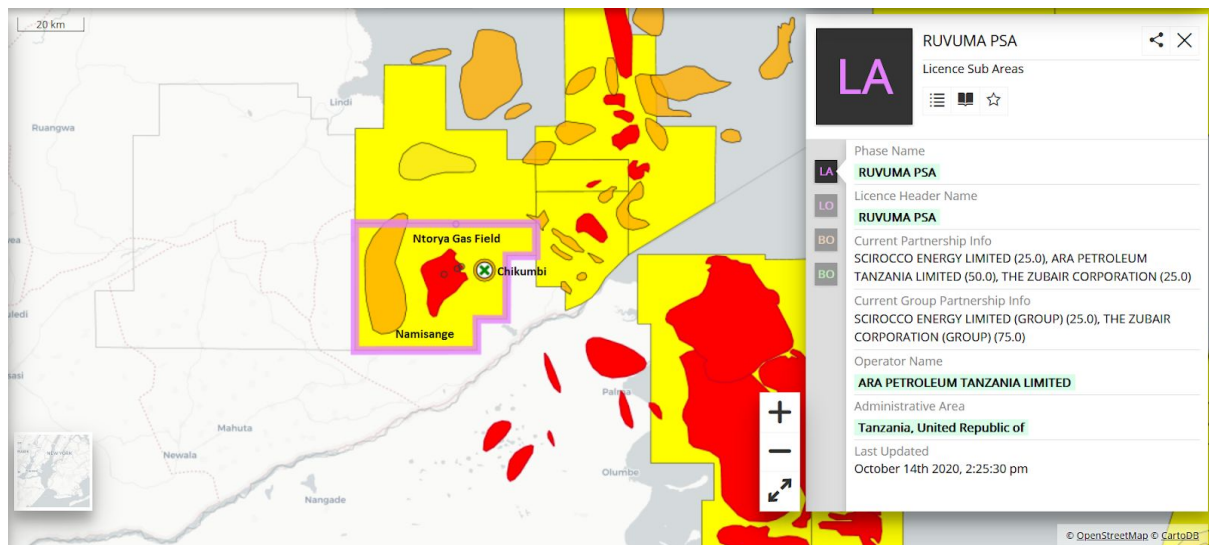 20 km
Lindi
Ruangwa
Ntorya Gas Field
Chikumbi
Namisange
Mahuta
Newala
Nangade
Olumbe
NEW YORK
+
−
RUVUMA PSA
LA
Licence Sub Areas
LA
LO
BO
BO
Phase Name
RUVUMA PSA
Licence Header Name
RUVUMA PSA
Current Partnership Info
SCIROCCO ENERGY LIMITED (25.0), ARA PETROLEUM
TANZANIA LIMITED (50.0), THE ZUBAIR CORPORATION (25.0)
Current Group Partnership Info
SCIROCCO ENERGY LIMITED (GROUP) (25.0), THE ZUBAIR
CORPORATION (GROUP) (75.0)
Operator Name
ARA PETROLEUM TANZANIA LIMITED
Administrative Area
Tanzania, United Republic of
Last Updated
October 14th 2020, 2:25:30 pm
© OpenStreetMap © CartoDB